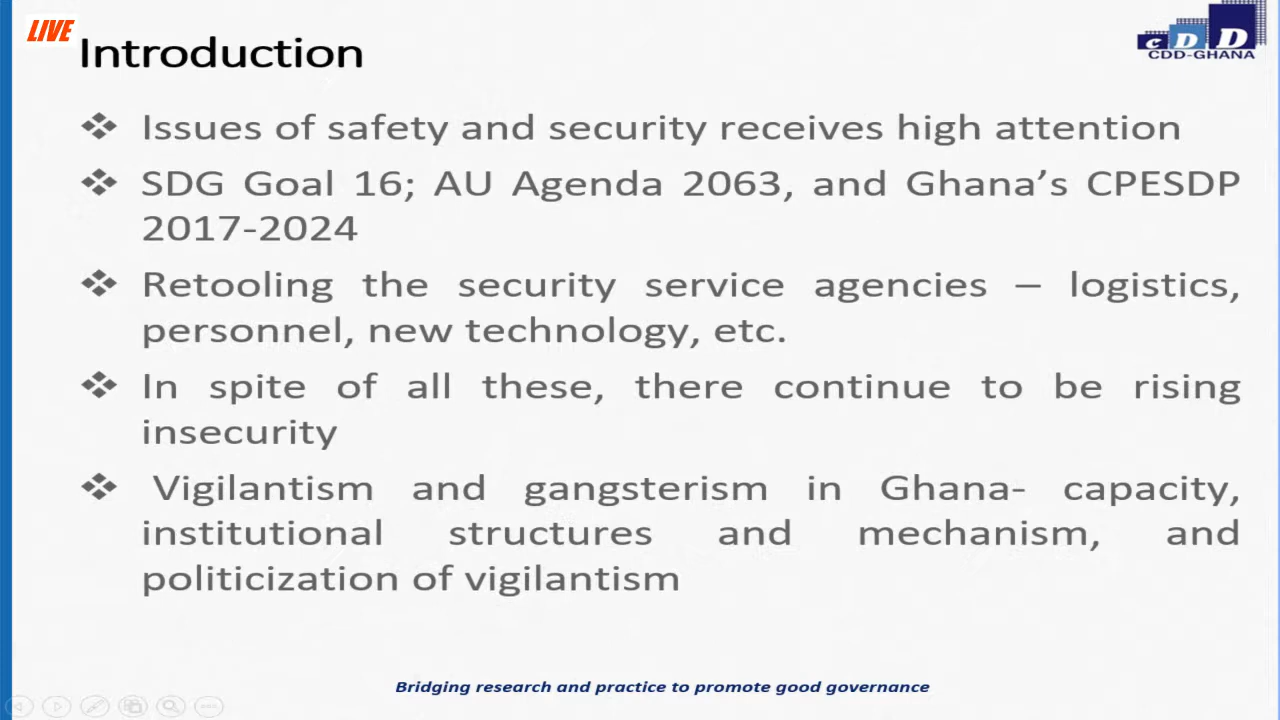 LIVE
Introduction
CDD
CDD-GHANA
Issues of safety and security receives high attention
SDG Goal 16; AU Agenda 2063, and Ghana’s CPESDP
2017-2024
Retooling the security service agencies – logistics,
personnel, new technology, etc.
In spite of all these, there continue to be rising
insecurity
Vigilantism and gangsterism in Ghana- capacity,
institutional structures and mechanism, and
politicization of vigilantism
Bridging research and practice to promote good governance